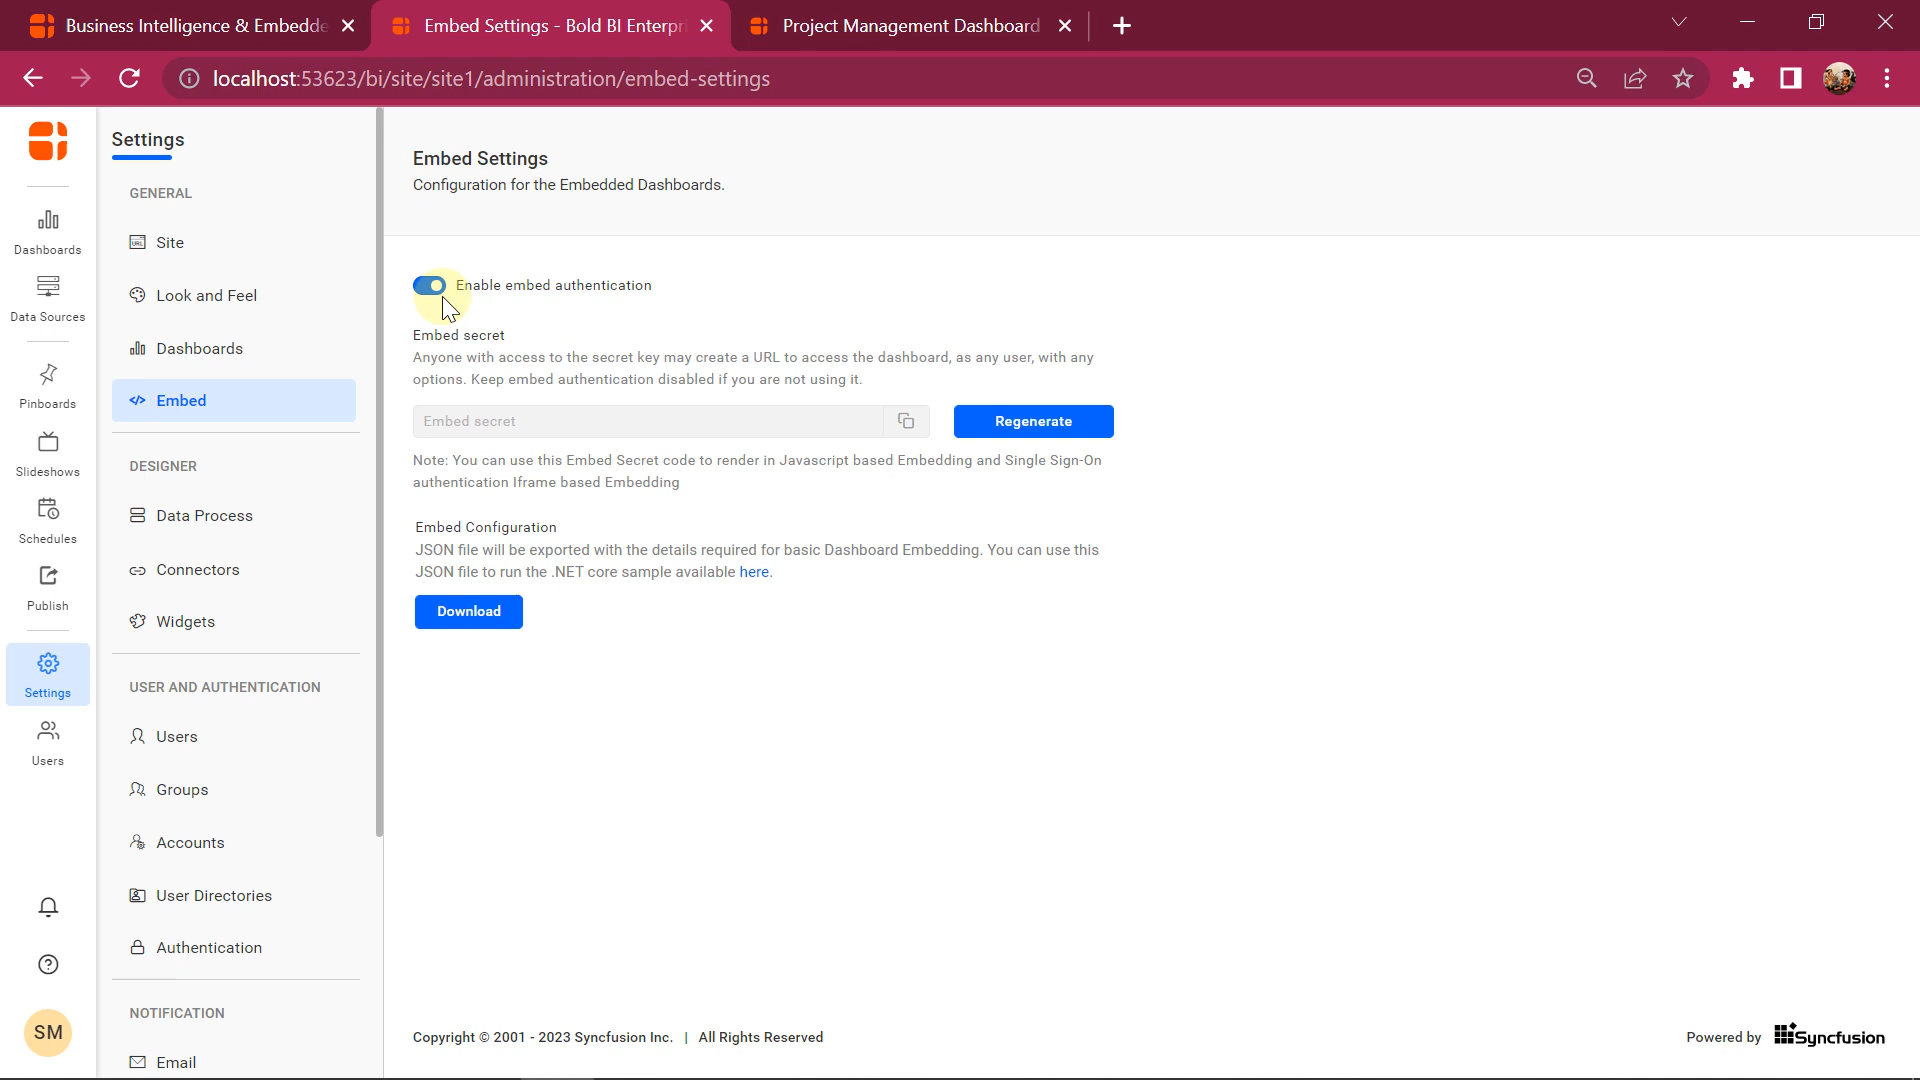 Business Intelligence & Embedde
Embed Settings - Bold BI Enterpri
Project Management Dashboard
localhost:53623/bi/site/site1/administration/embed-settings
Dashboards
Data Sources
Pinboards
Slideshows
Schedules
Publish
Settings
Users
SM
Settings
GENERAL
Site
Look and Feel
Dashboards
Embed
DESIGNER
Data Process
Connectors
Widgets
USER AND AUTHENTICATION
Users
Groups
Accounts
User Directories
Authentication
NOTIFICATION
Email
Embed Settings
Configuration for the Embedded Dashboards.
Enable embed authentication
Embed secret
Anyone with access to the secret key may create a URL to access the dashboard, as any user, with any
options. Keep embed authentication disabled if you are not using it.
Embed secret
Regenerate
Note: You can use this Embed Secret code to render in Javascript based Embedding and Single Sign-On
authentication Iframe based Embedding
Embed Configuration
JSON file will be exported with the details required for basic Dashboard Embedding. You can use this
JSON file to run the .NET core sample available here.
Download
Copyright © 2001 - 2023 Syncfusion Inc. | All Rights Reserved
Powered by Syncfusion